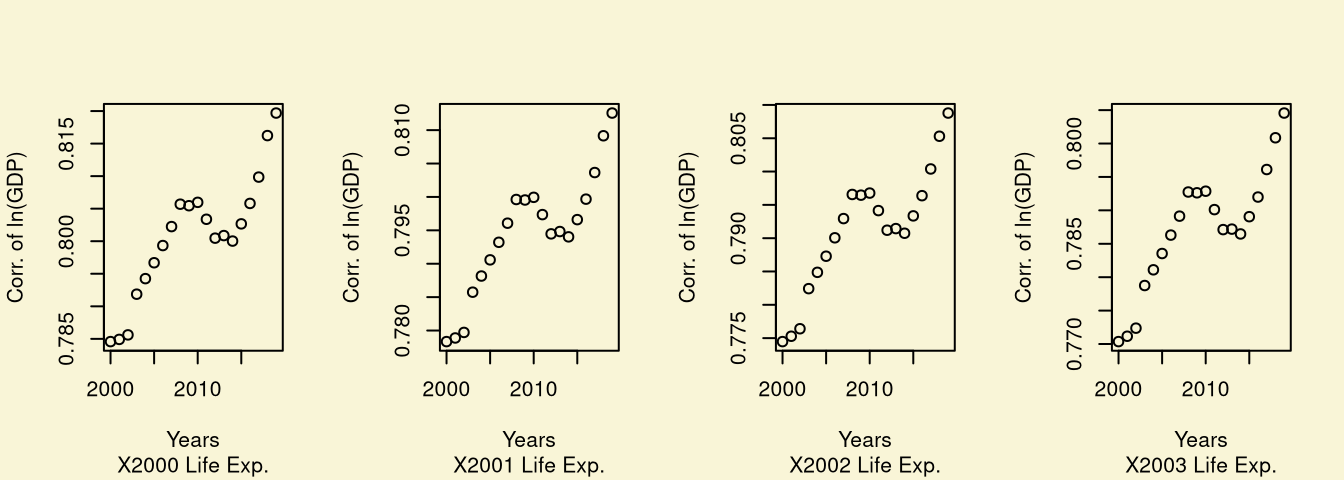 Corr. of ln(GDP)
0.785 0.800 0.815
2000 2010
Years
X2000 Life Exp.
Corr. of ln(GDP)
0.780 0.795 0.810
2000 2010
Years
X2001 Life Exp.
Corr. of ln(GDP)
0.775 0.790 0.805
2000 2010
Years
X2002 Life Exp.
Corr. of ln(GDP)
0.770 0.785 0.800
2000 2010
Years
X2003 Life Exp.